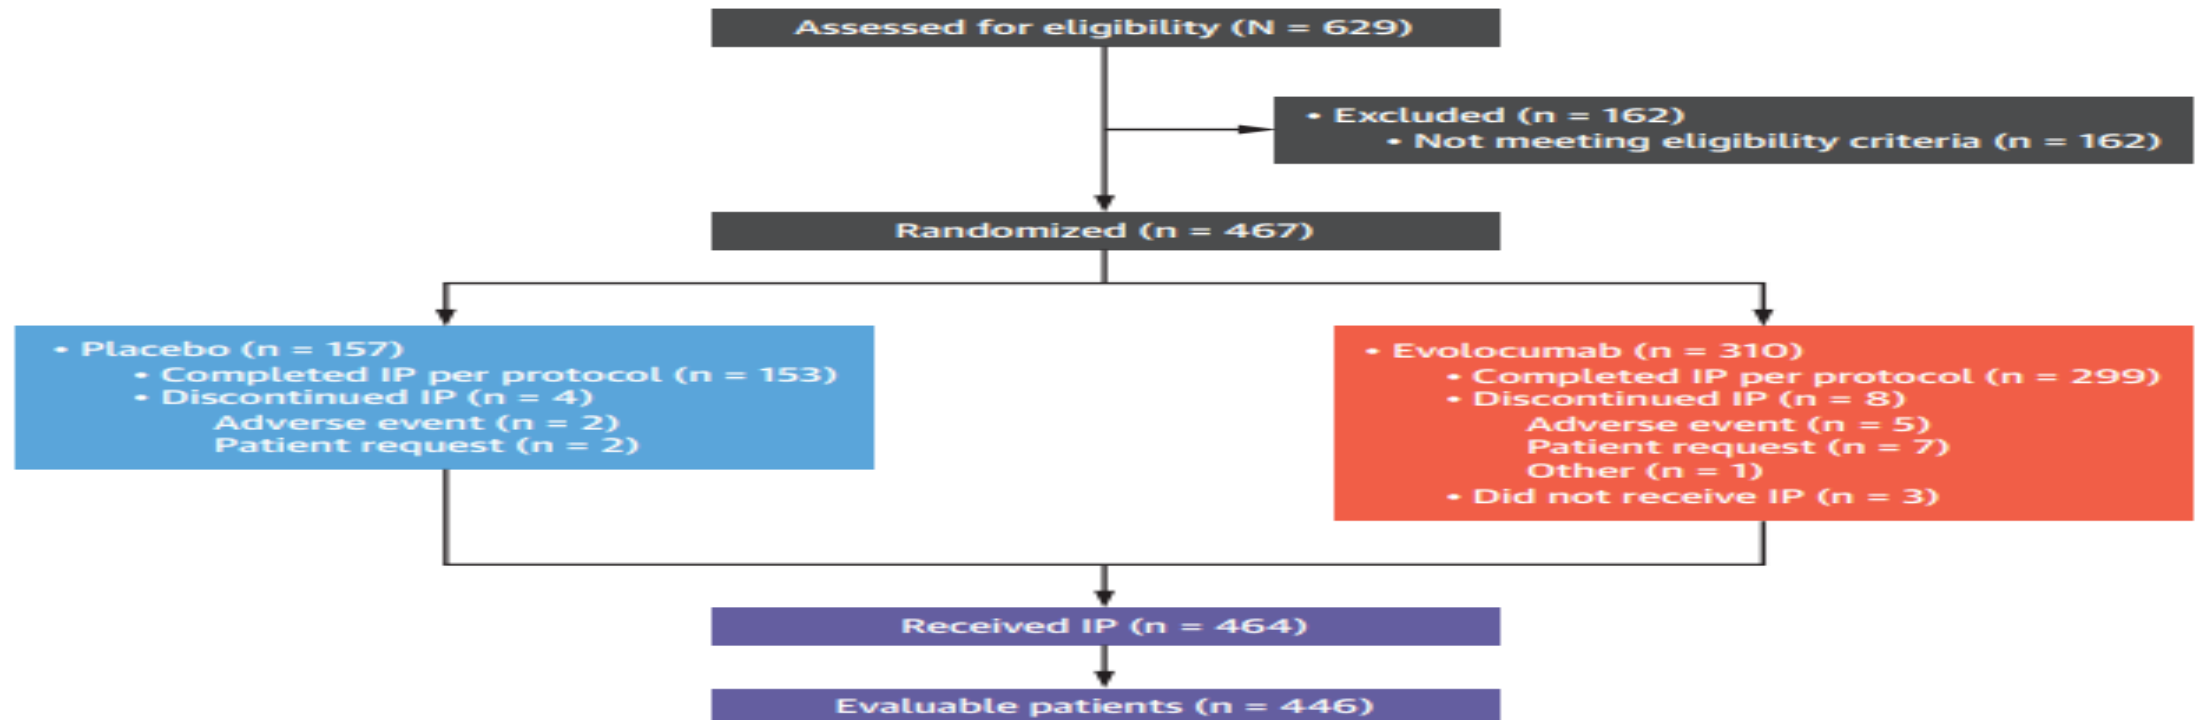 Assessed for eligibility (N = 629)
• Excluded (n = 162)
• Not meeting eligibility criteria (n = 162)
Randomized (n = 467)
• Placebo (n = 157)
• Completed IP per protocol (n = 153)
• Discontinued IP (n = 4)
Adverse event (n = 2)
Patient request (n = 2)
• Evolocumab (n = 310)
• Completed IP per protocol (n = 299)
• Discontinued IP (n = 8)
Adverse event (n = 5)
Patient request (n = 7)
Other (n = 1)
• Did not receive IP (n = 3)
Received IP (n = 464)
Evaluable patients (n = 446)